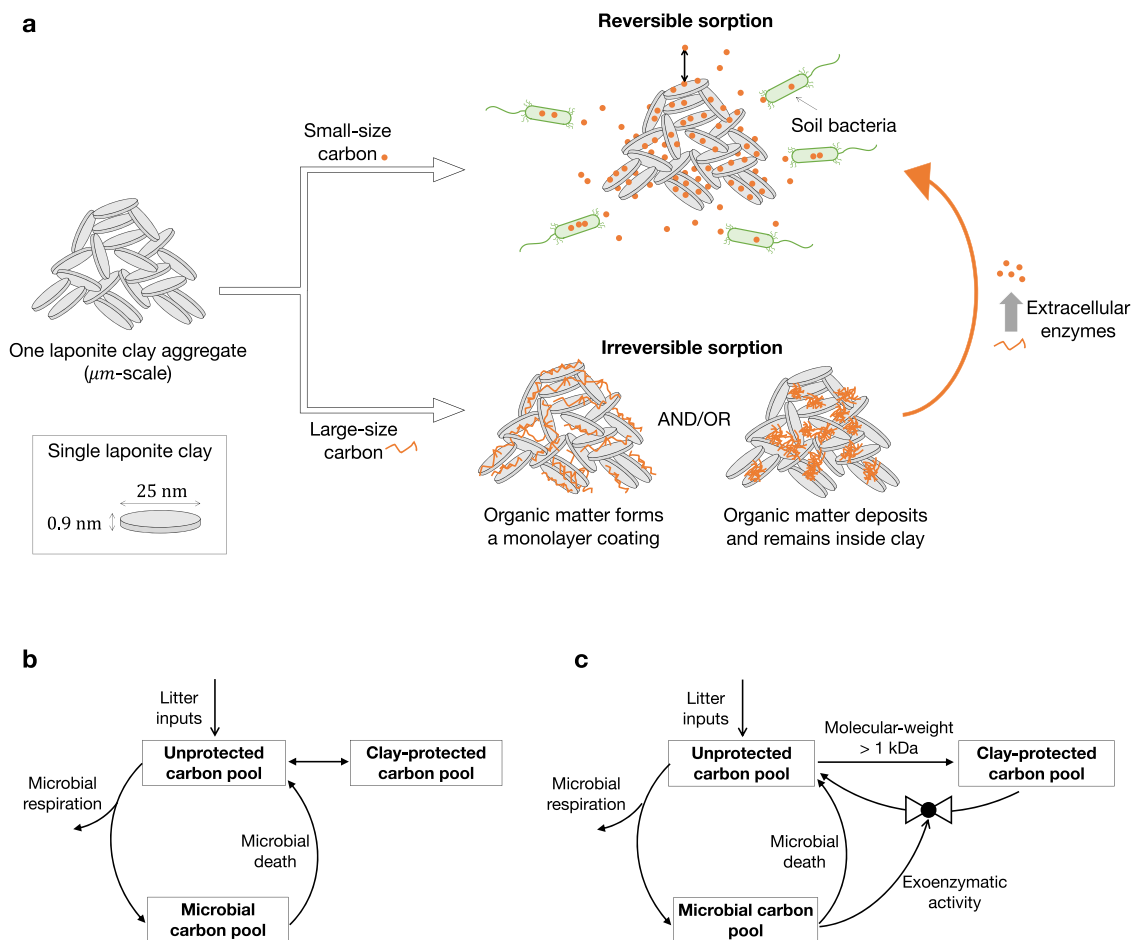 a
Reversible sorption
Soil bacteria
Small-size
carbon
One laponite clay aggregate
(μm-scale)
Extracellular
enzymes
Irreversible sorption
AND/OR
Large-size
carbon
Organic matter forms
a monolayer coating
Organic matter deposits
and remains inside clay
Single laponite clay
25 nm
0.9 nm
b
Litter
inputs
Unprotected
carbon pool
Clay-protected
carbon pool
Microbial
respiration
Microbial
death
Microbial
carbon pool
c
Litter
inputs
Unprotected
carbon pool
Molecular-weight
> 1 kDa
Clay-protected
carbon pool
Microbial
respiration
Microbial
death
Exoenzymatic
activity
Microbial carbon
pool